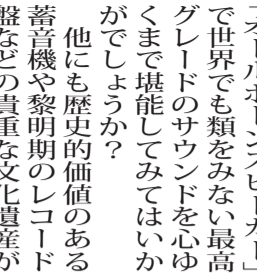 「オールホーンスピーカー」
で世界でも類をみない最高
グレードのサウンドを心ゆ
くまで堪能してみてはいか
がでしょうか？
他にも歴史的価値のある
蓄音機や黎明期のレコード
盤などの貴重な文化遺産が